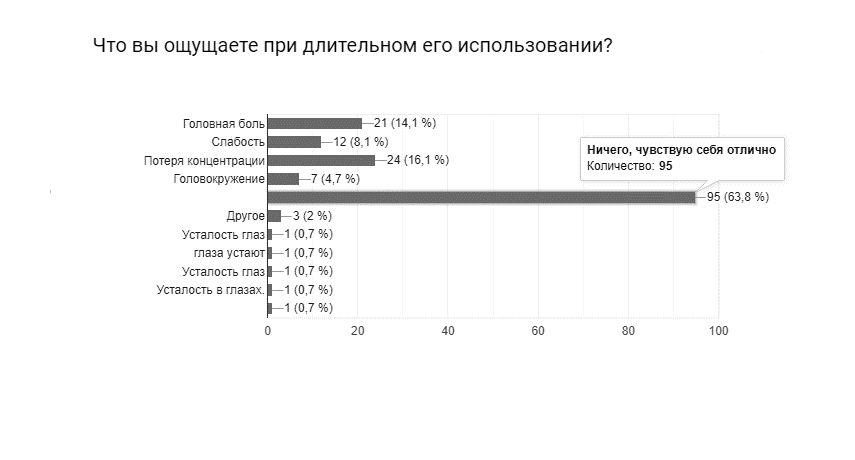 Что вы ощущаете при длительном его использовании?
Головная боль 21 (14,1 %)
Слабость 12 (8,1 %)
Потеря концентрации 24 (16,1 %)
Ничего, чувствую себя отлично
Количество: 95
Головокружение 7 (4,7 %)
95 (63,8 %)
Другое 3 (2 %)
Усталость глаз 1 (0,7 %)
глаза устают 1 (0,7 %)
Усталость глаз 1 (0,7 %)
Усталость в глазах. 1 (0,7 %)
1 (0,7 %)
0 20 40 60 80 100